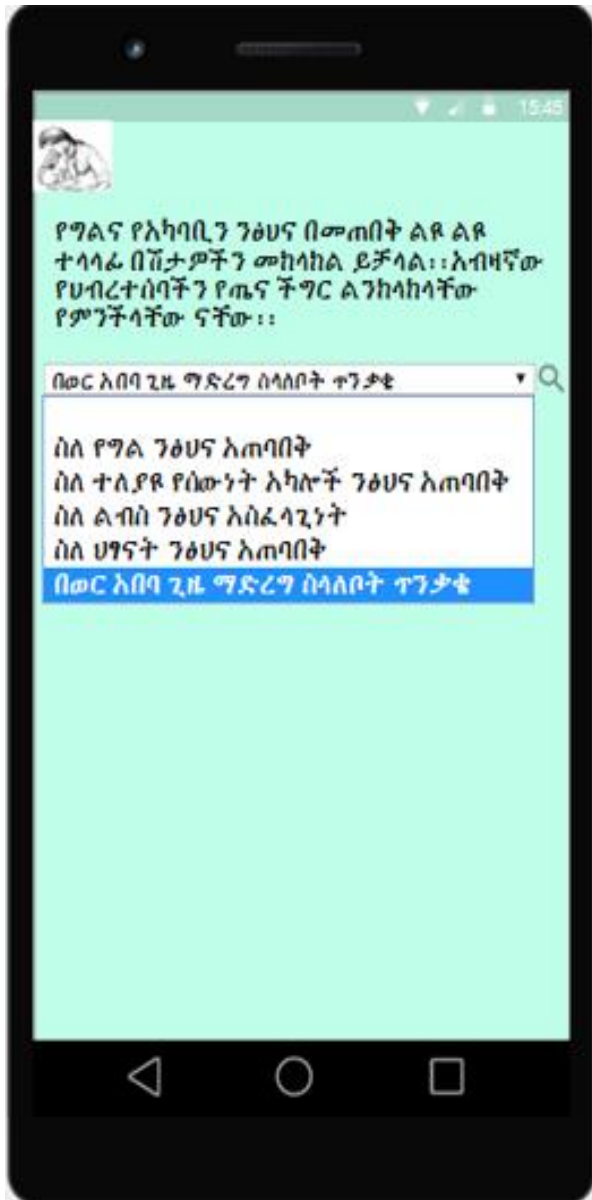 15:45
የግልና የአካባቢን ንፅህና በመጠበቅ ልዩ ልዩ
ተላላፊ በሽታዎችን መከላከል ይቻላል፡፡አብዛኛው
የህብረተሰባችን የጤና ችግር ልንከላከላቸው
የምንችላቸው ናቸው፡፡
በወር አበባ ጊዜ ማድረግ ስላለቦት ጥንቃቄ
ስለ የግል ንፅህና አጠባበቅ
ስለ ተለያዩ የሰውነት አካሎች ንፅህና አጠባበቅ
ስለ ልብስ ንፅህና አስፈላጊነት
ስለ ህፃናት ንፅህና አጠባበቅ
በወር አበባ ጊዜ ማድረግ ስላለቦት ጥንቃቄ